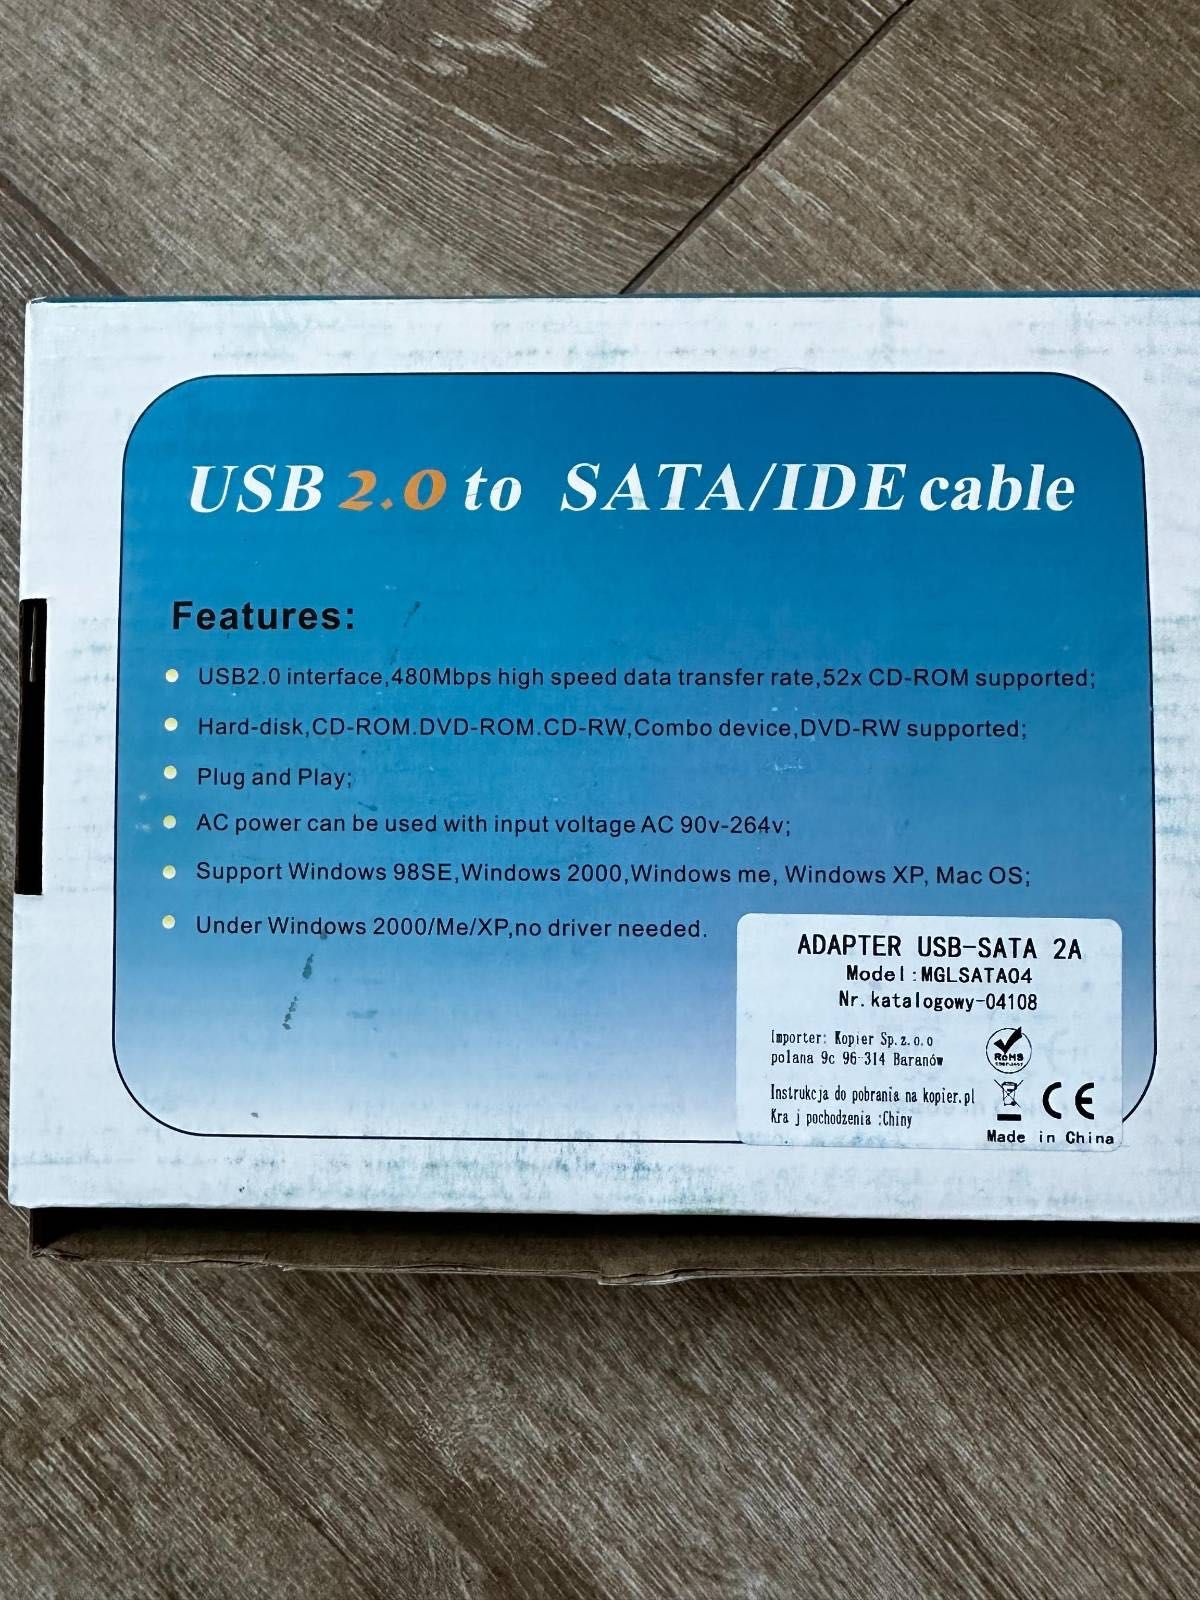 USB 2.0 to SATA/IDE cable
Features:
USB2.0 interface,480Mbps high speed data transfer rate,52x CD-ROM supported;
Hard-disk,CD-ROM.DVD-ROM.CD-RW,Combo device,DVD-RW supported;
Plug and Play;
AC power can be used with input voltage AC 90v-264v;
Support Windows 98SE,Windows 2000,Windows me, Windows XP, Mac OS;
Under Windows 2000/Me/XP,no driver needed.
ADAPTER USB-SATA 2A
Model:MGLSATA04
Nr.katalogowy-04108
Importer: Kopier Sp.z.o.o
polana 9c 96-314 Baranów
RoHS
Instrukcja do pobrania na kopier.pl
Kra j pochodzenia :Chiny
CE
Made in China